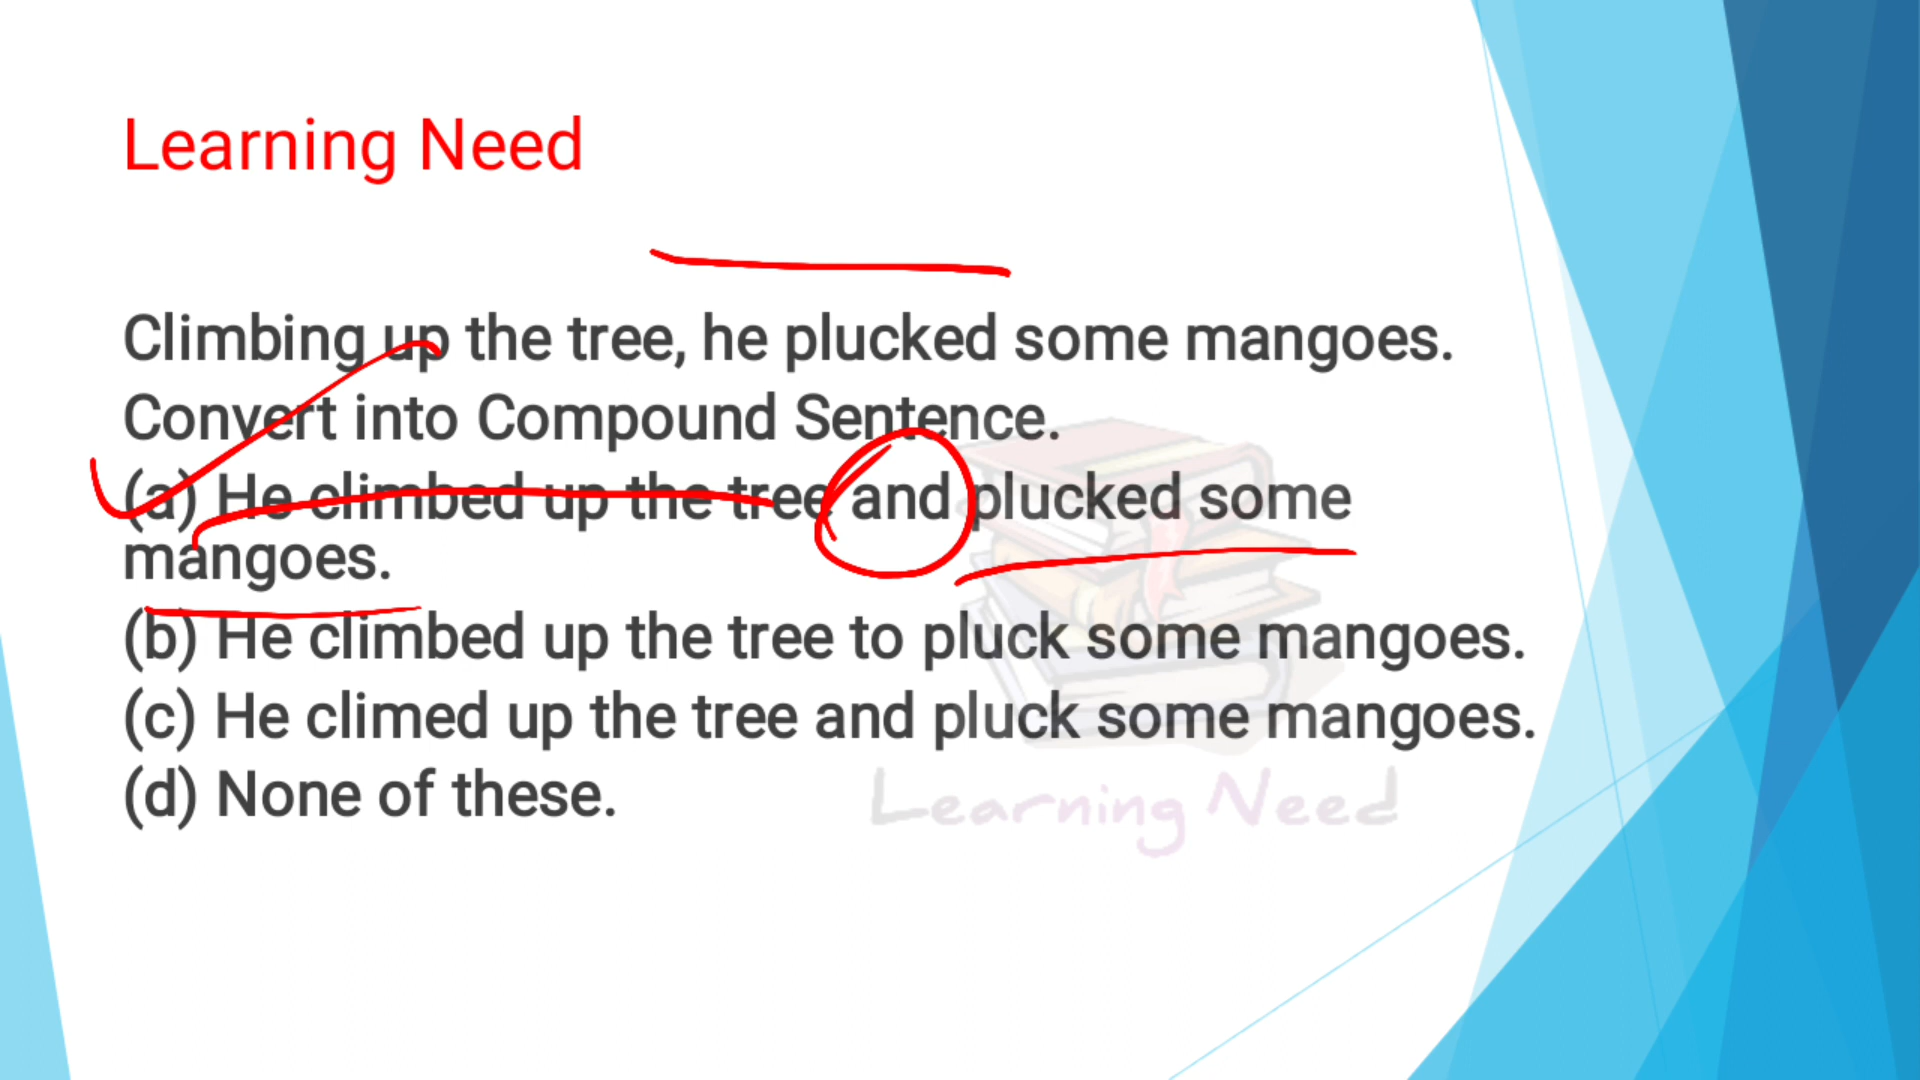 Learning Need
Climbing up the tree, he plucked some mangoes.
Convert into Compound Sentence.
(a) He climbed up the tree and plucked some
mangoes.
(b) He climbed up the tree to pluck some mangoes.
(c) He climed up the tree and pluck some mangoes.
(d) None of these.
Learning Need